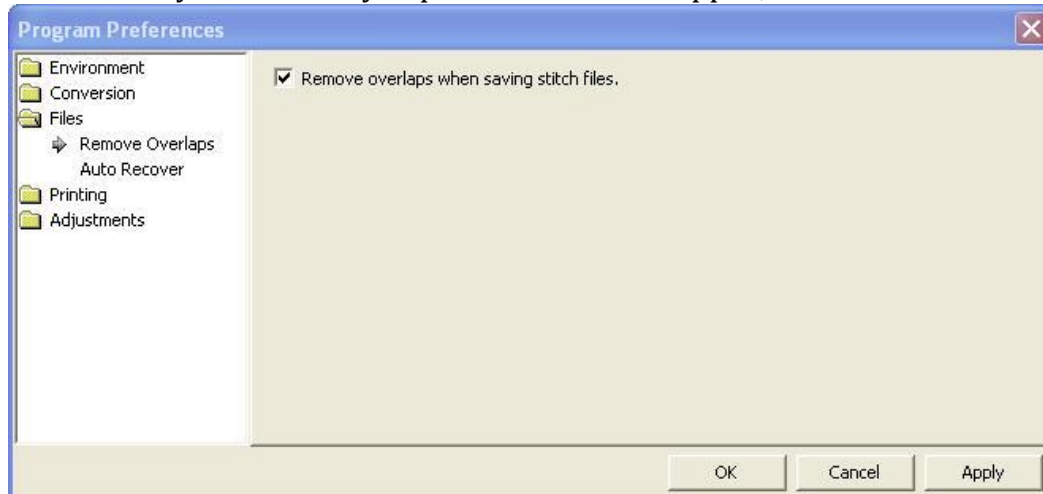 Program Preferences
Environment
Conversion
Files
Remove Overlaps
Auto Recover
Printing
Adjustments
Remove overlaps when saving stitch files.
OK Cancel Apply